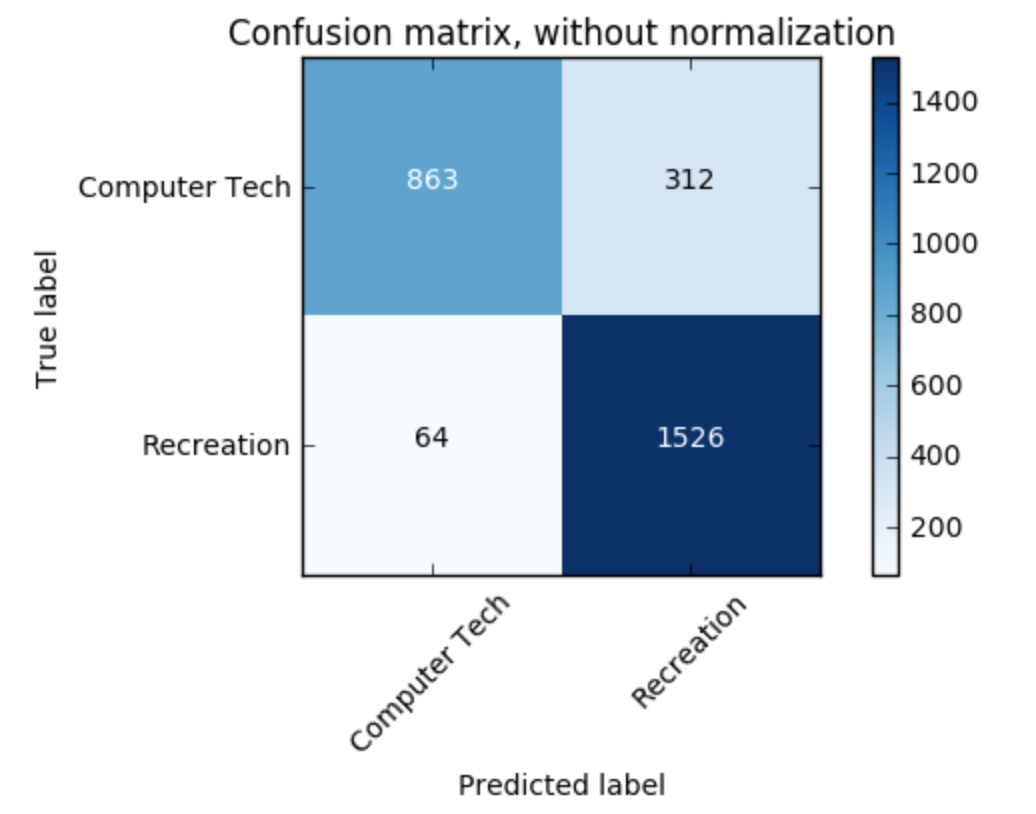 Confusion matrix, without normalization
Computer Tech
863
312
Recreation
64
1526
True label
Computer Tech
Recreation
Predicted label
1400
1200
1000
800
600
400
200